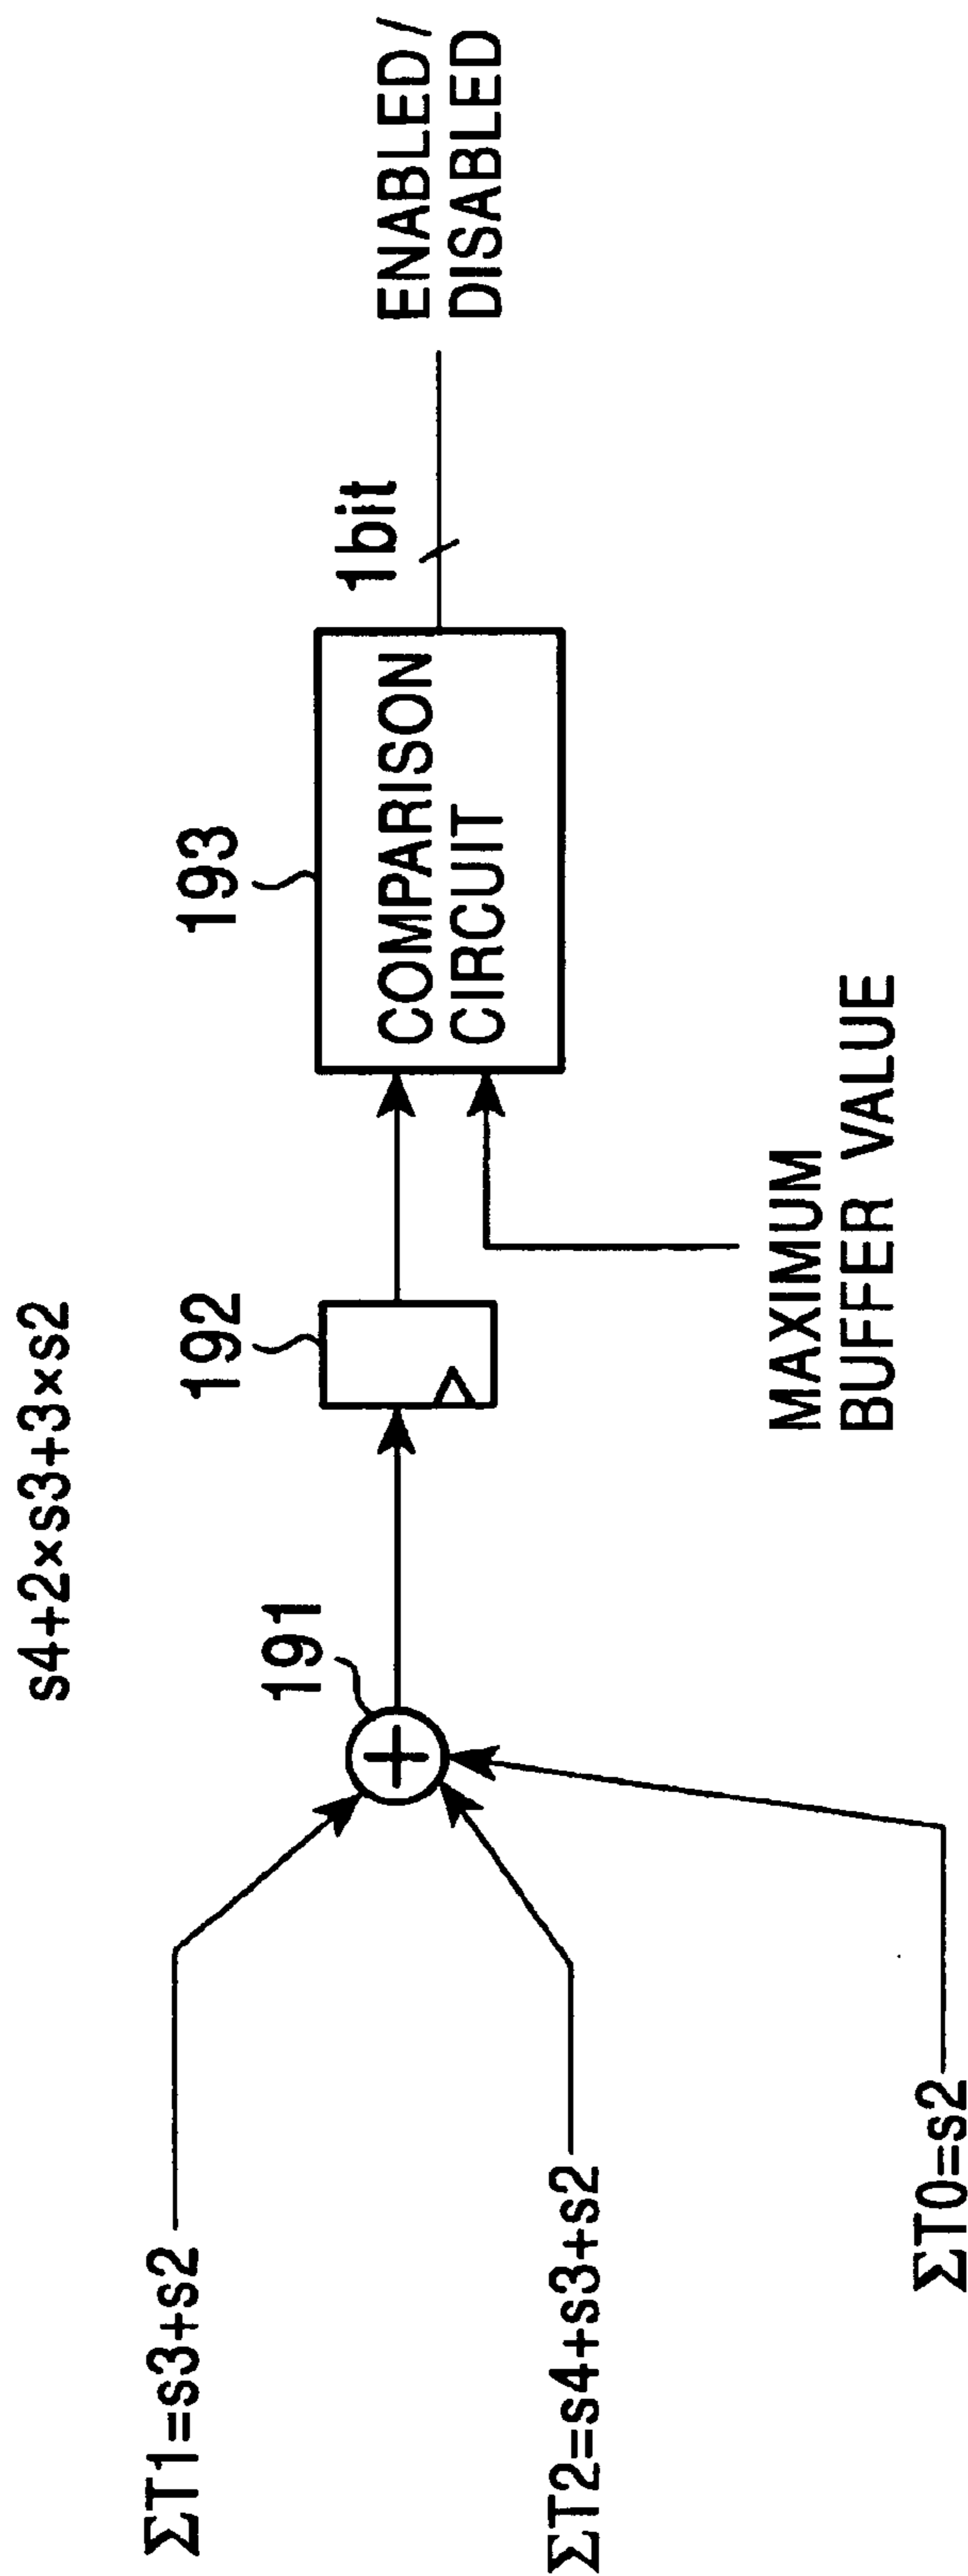 s4+2×s3+3×s2
ΣT1=s3+s2
191
192
193
1bit
ENABLED/
DISABLED
COMPARISON
CIRCUIT
ΣT2=s4+s3+s2
MAXIMUM
BUFFER VALUE
ΣT0=s2